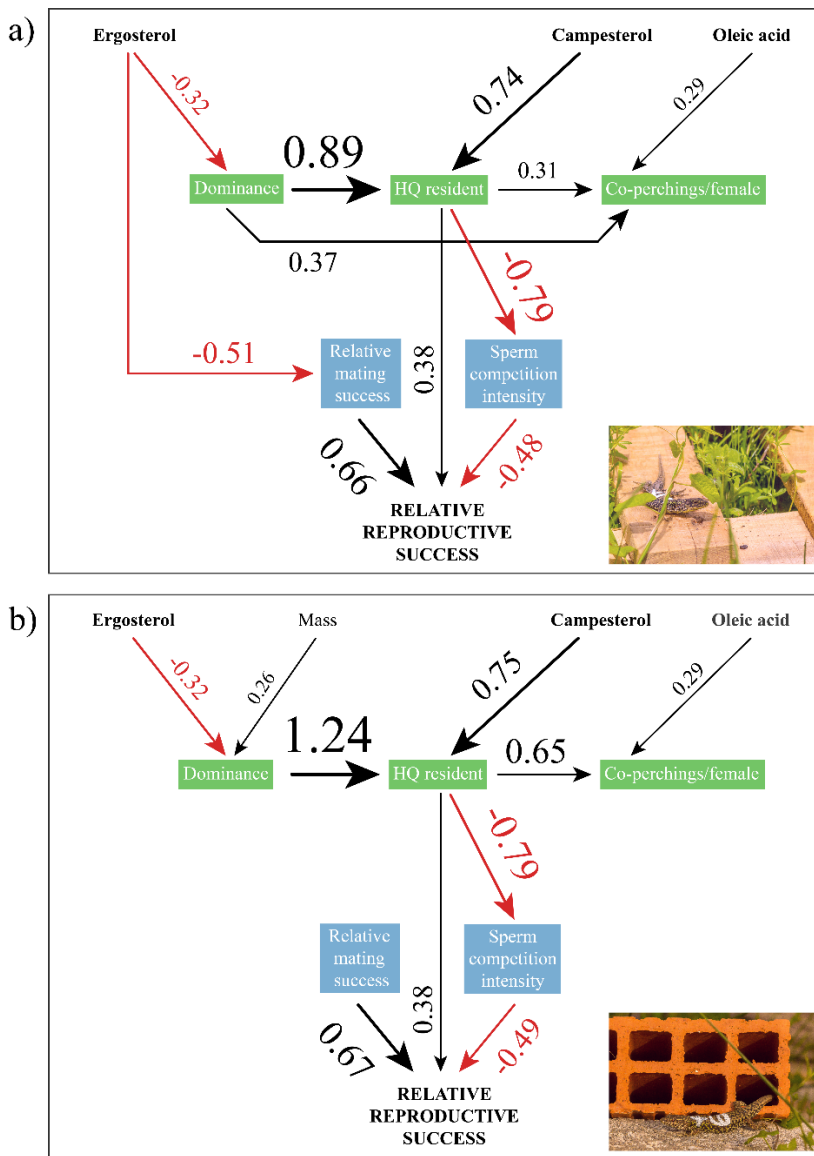 a)
Ergosterol
Campesterol
Oleic acid
-0.32
0.74
0.29
0.89
0.31
Dominance
HQ resident
Co-perchings/female
0.37
-0.79
-0.51
Relative
mating
success
0.38
Sperm
compctition
intensity
0.66
-0.48
RELATIVE
REPRODUCTIVE
SUCCESS
b)
Ergosterol
Mass
Campesterol
Oleic acid
-0.32
0.26
0.75
0.29
1.24
0.65
Dominance
HQ resident
Co-perchings/female
-0.79
Relative
mating
success
0.38
Sperm
compctition
intensity
0.67
-0.49
RELATIVE
REPRODUCTIVE
SUCCESS